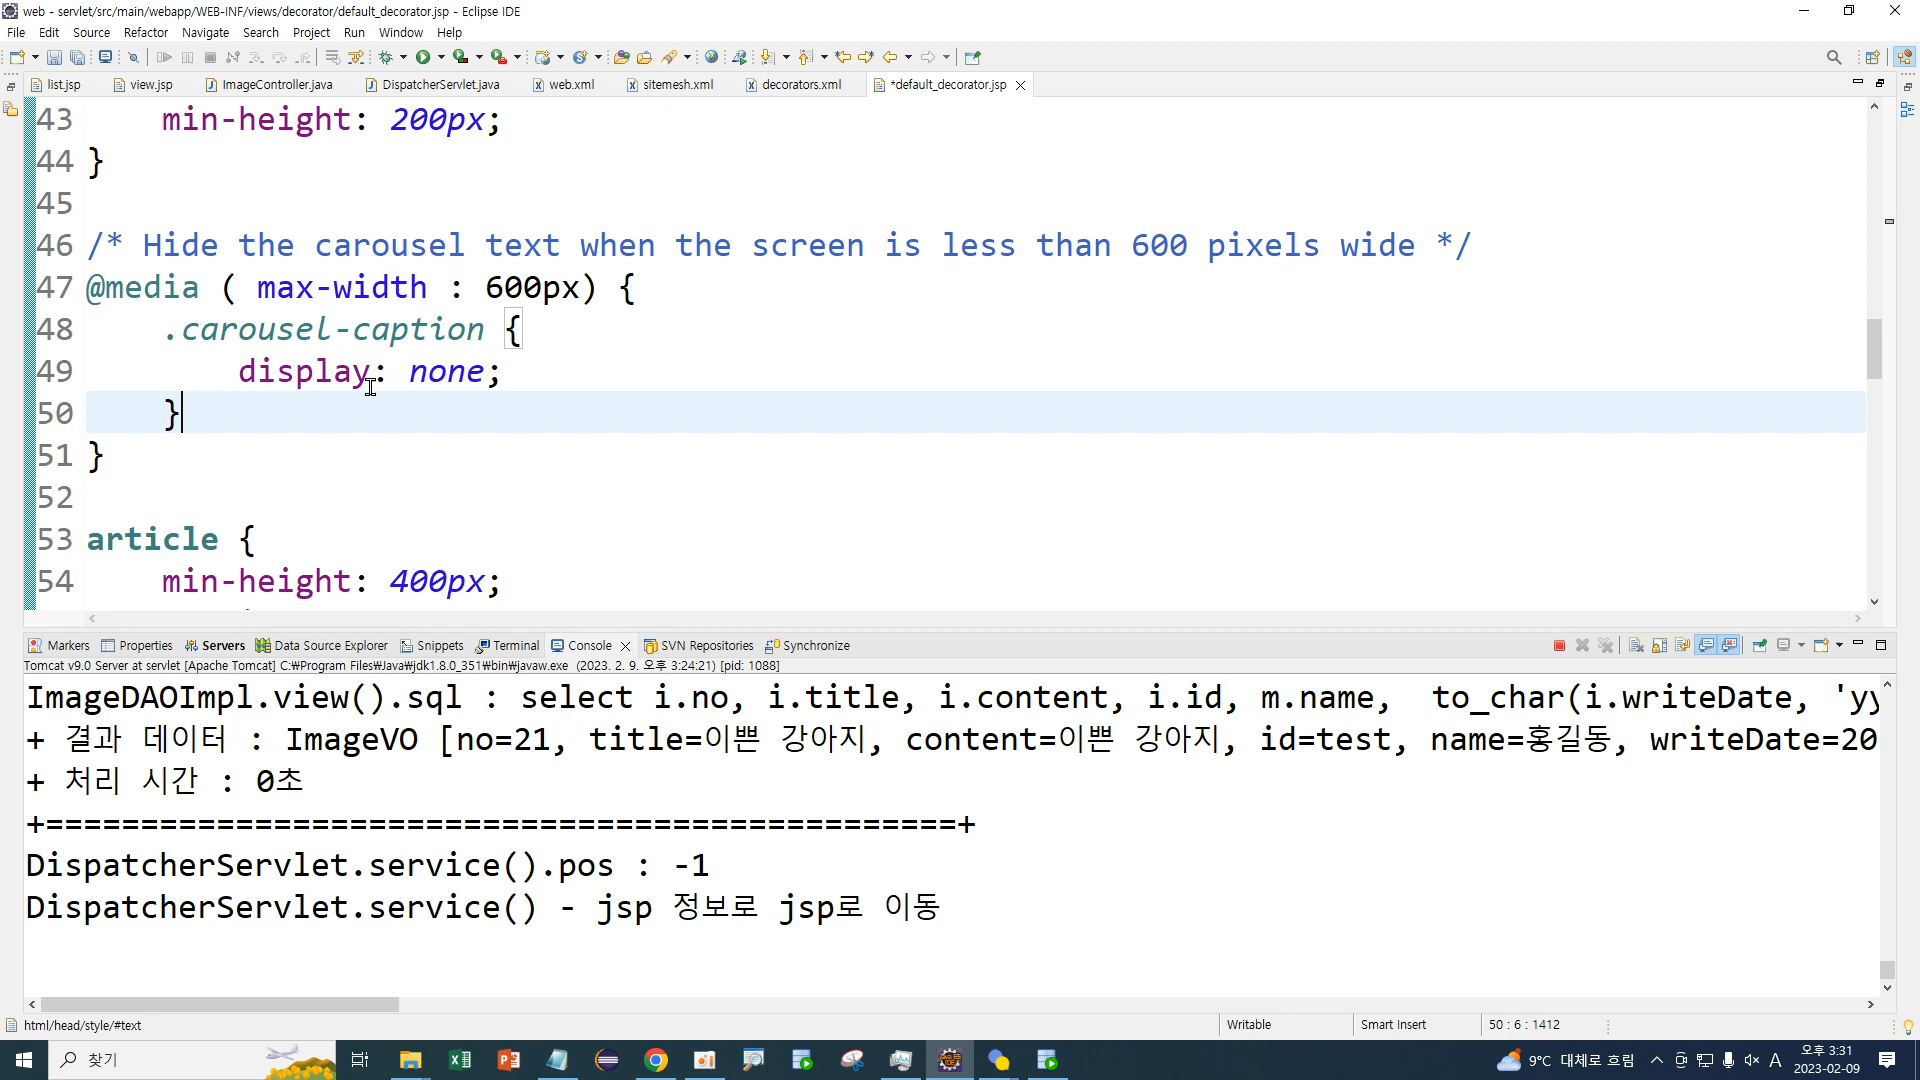 web - servlet/src/main/webapp/WEB-INF/views/decorator/default_decorator.jsp - Eclipse IDE
File Edit Source Refactor Navigate Search Project Run Window Help
list.jsp view.jsp ImageController.java DispatcherServlet.java web.xml sitemesh.xml decorators.xml *default_decorator.jsp
43 min-height: 200px;
44 }
45
46 /* Hide the carousel text when the screen is less than 600 pixels wide */
47 @media ( max-width : 600px) {
48 .carousel-caption {
49 display: none;
50 }
51 }
52
53 article {
54 min-height: 400px;
Markers Properties Servers Data Source Explorer Snippets Terminal Console SVN Repositories Synchronize
Tomcat v9.0 Server at servlet [Apache Tomcat] C:₩Program Files₩Java₩jdk1.8.0_351₩bin₩javaw.exe (2023. 2. 9. 오후 3:24:21) [pid: 1088]
ImageDAOImpl.view().sql : select i.no, i.title, i.content, i.id, m.name, to_char(i.writeDate, 'yy
+ 결과 데이터 : ImageVO [no=21, title=이쁜 강아지, content=이쁜 강아지, id=test, name=홍길동, writeDate=20
+ 처리 시간 : 0초
+================================================+
DispatcherServlet.service().pos : -1
DispatcherServlet.service() - jsp 정보로 jsp로 이동
html/head/style/#text Writable Smart Insert 50 : 6 : 1412
찾기 9°C 대체로 흐림 A 오후 3:31
2023-02-09